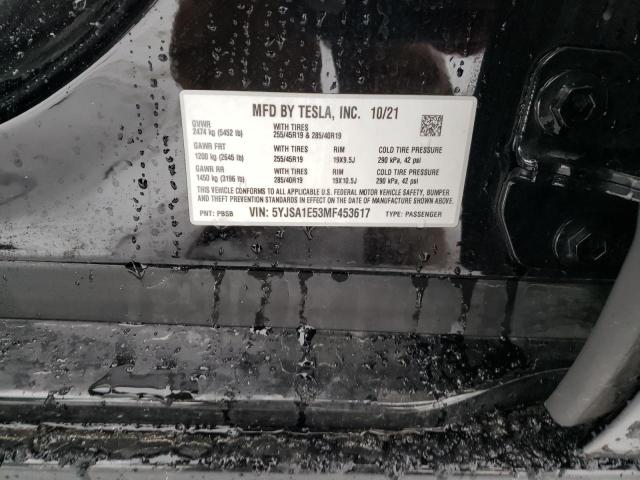 MFD BY TESLA, INC. 10/21
GVWR
2474 kg (5452 lb) WITH TIRES 255/45R19 & 285/40R19
GAWR FRT WITH TIRES RIM COLD TIRE PRESSURE
1200 kg (2645 lb) 255/45R19 19X9.5J 290 kPa, 42 psi
GAWR RR WITH TIRES RIM COLD TIRE PRESSURE
1450 kg (3196 lb) 285/40R19 19X10.5J 290 kPa, 42 psi
THIS VEHICLE CONFORMS TO ALL APPLICABLE U.S. FEDERAL MOTOR VEHICLE SAFETY, BUMPER
AND THEFT PREVENTION STANDARDS IN EFFECT ON THE DATE OF MANUFACTURE SHOWN ABOVE.
PNT: PBSB VIN: 5YJSA1E53MF453617 TYPE: PASSENGER